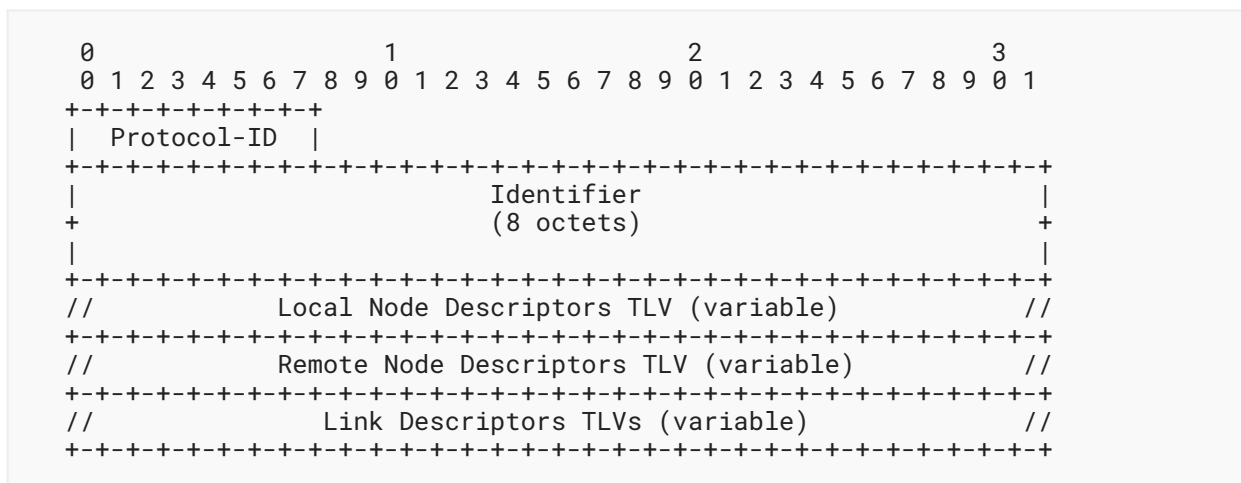 0                   1                   2                   3
 0 1 2 3 4 5 6 7 8 9 0 1 2 3 4 5 6 7 8 9 0 1 2 3 4 5 6 7 8 9 0 1
+-+-+-+-+-+-+-+-+
|  Protocol-ID  |
+-+-+-+-+-+-+-+-+-+-+-+-+-+-+-+-+-+-+-+-+-+-+-+-+-+-+-+-+-+-+-+-+
|                           Identifier                          |
+                           (8 octets)                          +
|                                                               |
+-+-+-+-+-+-+-+-+-+-+-+-+-+-+-+-+-+-+-+-+-+-+-+-+-+-+-+-+-+-+-+-+
//            Local Node Descriptors TLV (variable)            //
+-+-+-+-+-+-+-+-+-+-+-+-+-+-+-+-+-+-+-+-+-+-+-+-+-+-+-+-+-+-+-+-+
//            Remote Node Descriptors TLV (variable)           //
+-+-+-+-+-+-+-+-+-+-+-+-+-+-+-+-+-+-+-+-+-+-+-+-+-+-+-+-+-+-+-+-+
//               Link Descriptors TLVs (variable)              //
+-+-+-+-+-+-+-+-+-+-+-+-+-+-+-+-+-+-+-+-+-+-+-+-+-+-+-+-+-+-+-+-+